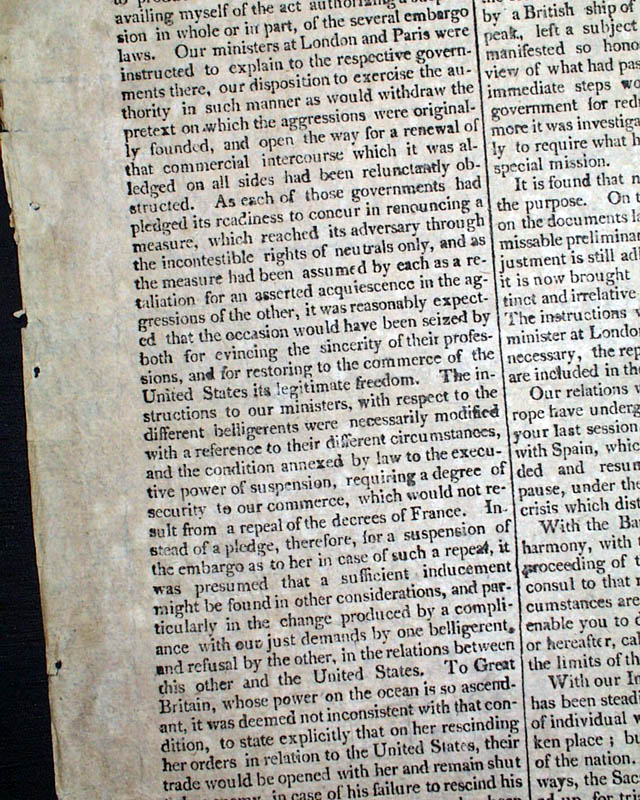 availing myself of the act authorizing a
sion in whole or in part, of the several embargo
laws. Our ministers at London and Paris were
instructed to explain to the respective govern-
ments there, our disposition to exercise the au-
thority in such manner as would withdraw the
pretext on which the aggressions were original-
ly founded, and open the way for a renewal of
that commercial intercourse which it was al-
ledged on all sides had been relunctantly ob-
structed. As each of those governments had
pledged its readiness to concur in renouncing a
measure, which reached its adversary through
the incontestible rights of neutrals only, and as
the measure had been assumed by each as a re-
taliation for an asserted acquiescence in the ag-
gressions of the other, it was reasonably expect-
ed that the occasion would have been seized by
both for evincing the sincerity of their profes-
sions, and for restoring to the commerce of the
United States its legitimate freedom. The in-
structions to our ministers, with respect to the
different belligerents were necessarily modified
with a reference to their different circumstances,
and the condition annexed by law to the execu-
tive power of suspension, requiring a degree of
security to our commerce, which would not re-
sult from a repeal of the decrees of France. In-
stead of a pledge, therefore, for a suspension of
the embargo as to her in case of such a repeal, it
was presumed that a sufficient inducement
might be found in other considerations, and par-
ticularly in the change produced by a compli-
ance with our just demands by one belligerent,
and refusal by the other, in the relations between
this other and the United States. To Great
Britain, whose power on the ocean is so ascend-
ant, it was deemed not inconsistent with that con-
dition, to state explicitly that on her rescinding
her orders in relation to the United States, their
trade would be opened with her and remain shut
in case of his failure to rescind his
by a British ship of
peak, left a subject
manifested so hono
view of what had pas
immediate steps wo
government for red
more it was investiga
ly to require what h
special mission.
It is found that n
the purpose. On t
on the documents la
missable preliminar
justment is still ad
it is now brought
tinct and irrelative
The instructions
minister at London
necessary, the rep
are included in the
Our relations
rope have underg
your last session
with Spain, whic
ded and resum
pause, under the
crisis which dist
With the Ba
harmony, with
proceeding of t
consul to that
cumstances are
enable you to d
or hereafter, cal
the limits of th
With our In
has been stead
of individual w
ken place; bu
of the nation.
ways, the Sac
for tri